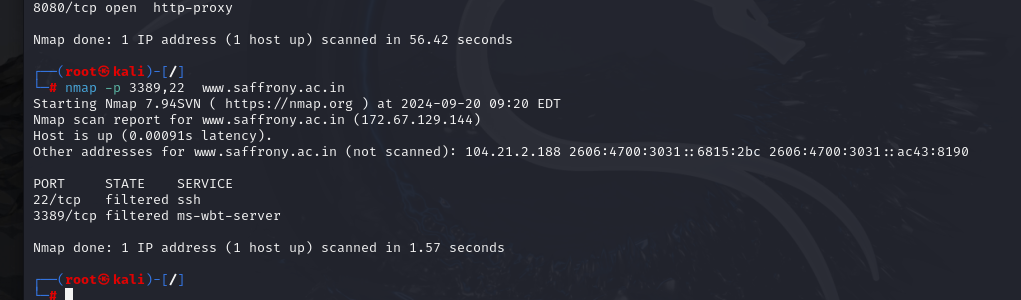 8080/tcp open  http-proxy
Nmap done: 1 IP address (1 host up) scanned in 56.42 seconds
┌──(root㉿kali)-[/]
└─# nmap -p 3389,22  www.saffrony.ac.in
Starting Nmap 7.94SVN ( https://nmap.org ) at 2024-09-20 09:20 EDT
Nmap scan report for www.saffrony.ac.in (172.67.129.144)
Host is up (0.00091s latency).
Other addresses for www.saffrony.ac.in (not scanned): 104.21.2.188 2606:4700:3031::6815:2bc 2606:4700:3031::ac43:8190
PORT     STATE    SERVICE
22/tcp   filtered ssh
3389/tcp filtered ms-wbt-server
Nmap done: 1 IP address (1 host up) scanned in 1.57 seconds
┌──(root㉿kali)-[/]
└─#